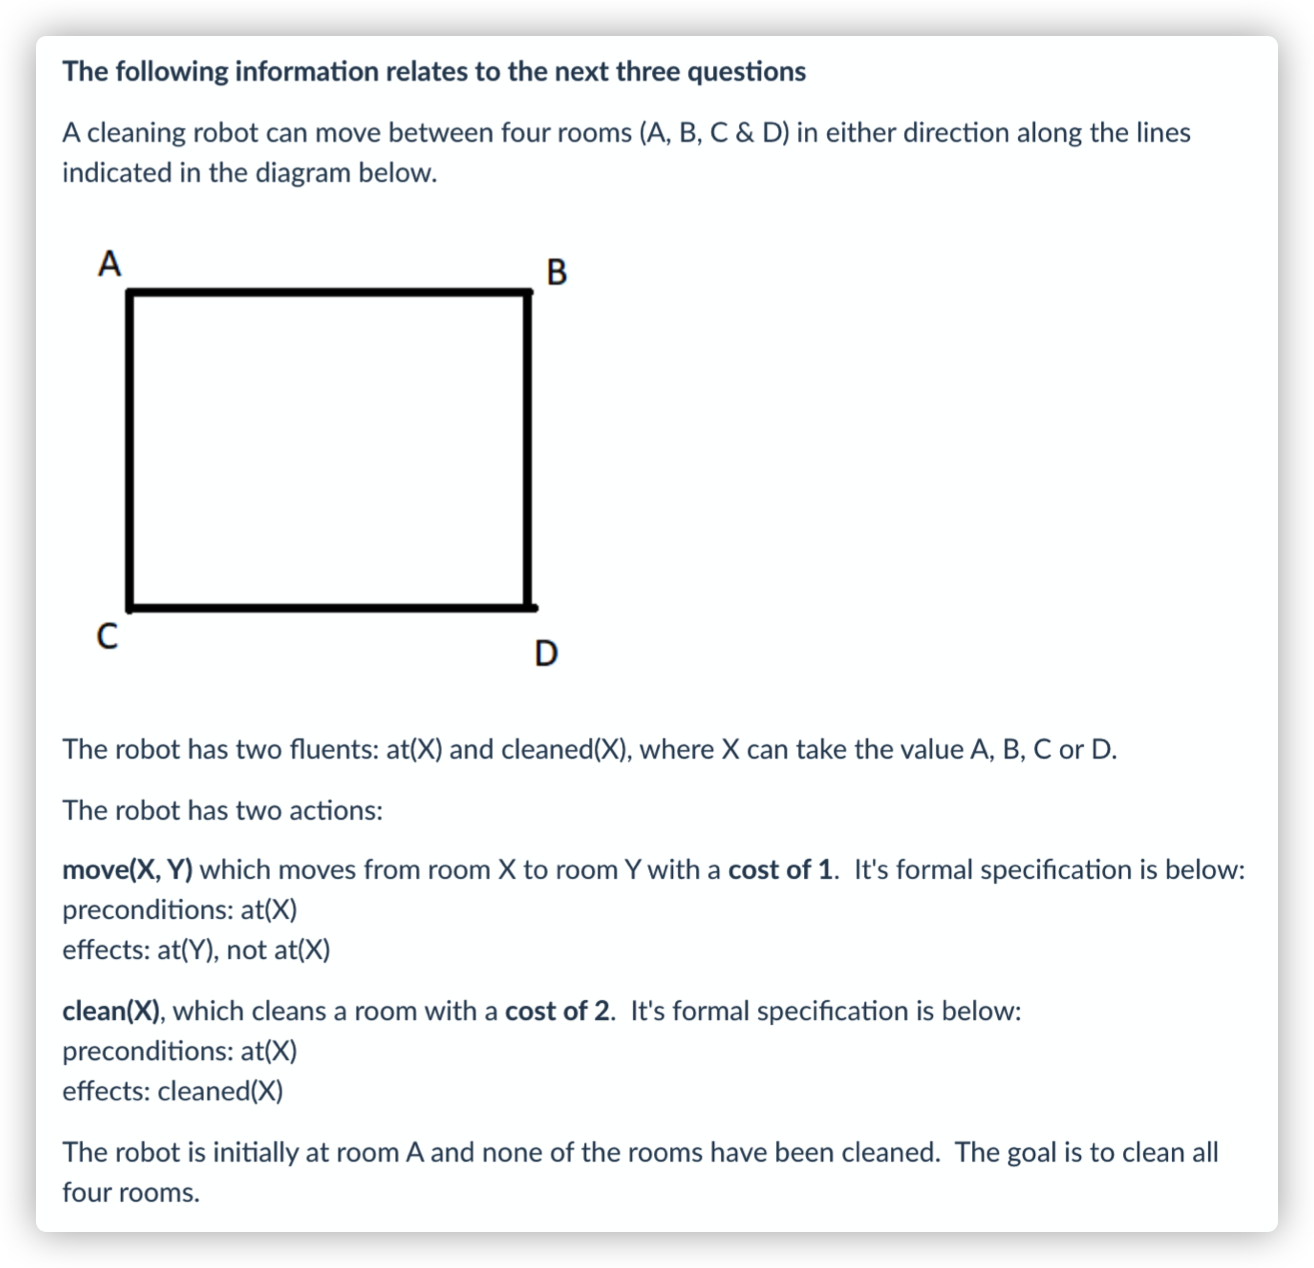 The following information relates to the next three questions
A cleaning robot can move between four rooms (A, B, C & D) in either direction along the lines
indicated in the diagram below.
A
B
C
D
The robot has two fluents: at(X) and cleaned(X), where X can take the value A, B, C or D.
The robot has two actions:
move(X, Y) which moves from room X to room Y with a cost of 1.  It's formal specification is below:
preconditions: at(X)
effects: at(Y), not at(X)
clean(X), which cleans a room with a cost of 2.  It's formal specification is below:
preconditions: at(X)
effects: cleaned(X)
The robot is initially at room A and none of the rooms have been cleaned.  The goal is to clean all
four rooms.